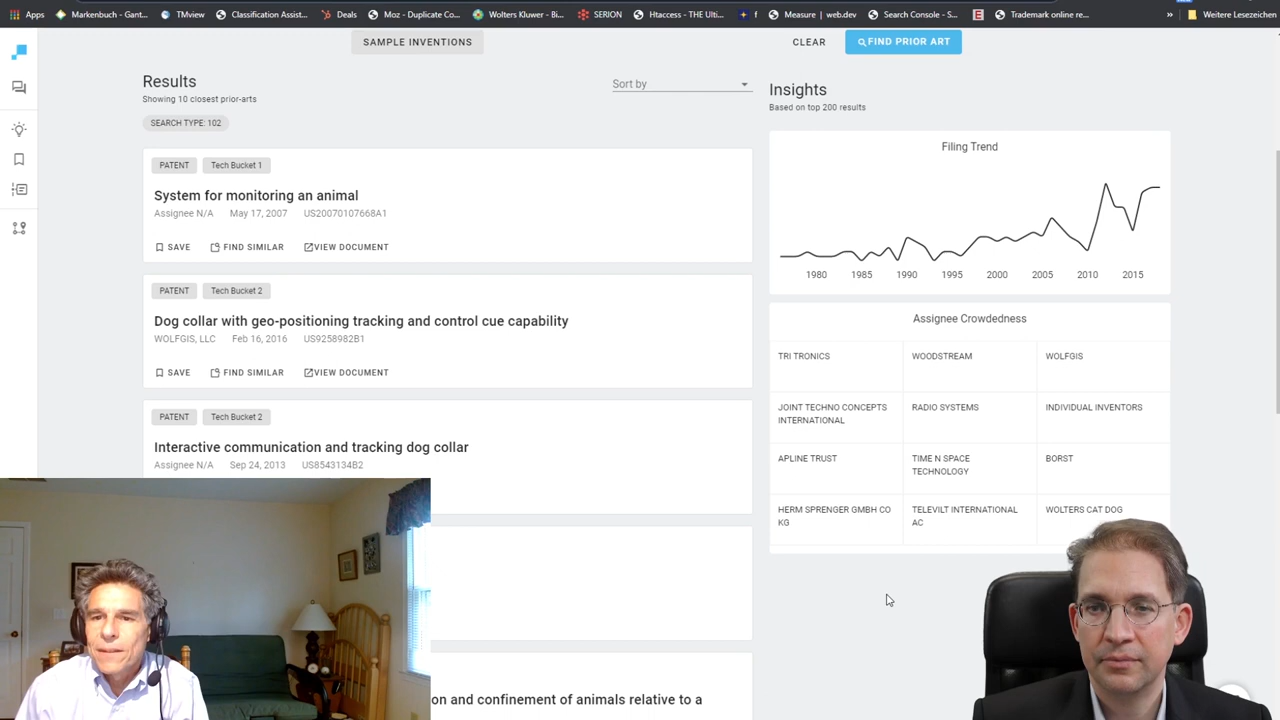 Apps
Markenbuch - Gant...
TMview
Classification Assist...
Deals
Moz - Duplicate Co...
Wolters Kluwer - Bi...
SERION
Htaccess - THE Ulti...
f
Measure | web.dev
Search Console - S...
E
Trademark online re...
»
Weitere Lesezeichen
SAMPLE INVENTIONS
CLEAR
FIND PRIOR ART
Results
Showing 10 closest prior-arts
Sort by
SEARCH TYPE: 102
PATENT
Tech Bucket 1
System for monitoring an animal
Assignee N/A May 17, 2007 US20070107668A1
SAVE
FIND SIMILAR
VIEW DOCUMENT
PATENT
Tech Bucket 2
Dog collar with geo-positioning tracking and control cue capability
WOLFGIS, LLC Feb 16, 2016 US9258982B1
SAVE
FIND SIMILAR
VIEW DOCUMENT
PATENT
Tech Bucket 2
Interactive communication and tracking dog collar
Assignee N/A Sep 24, 2013 US8543134B2
on and confinement of animals relative to a
Insights
Based on top 200 results
Filing Trend
1980 1985 1990 1995 2000 2005 2010 2015
Assignee Crowdedness
TRI TRONICS
WOODSTREAM
WOLFGIS
JOINT TECHNO CONCEPTS
INTERNATIONAL
RADIO SYSTEMS
INDIVIDUAL INVENTORS
APLINE TRUST
TIME N SPACE
TECHNOLOGY
BORST
HERM SPRENGER GMBH CO
KG
TELEVILT INTERNATIONAL
AC
WOLTERS CAT DOG